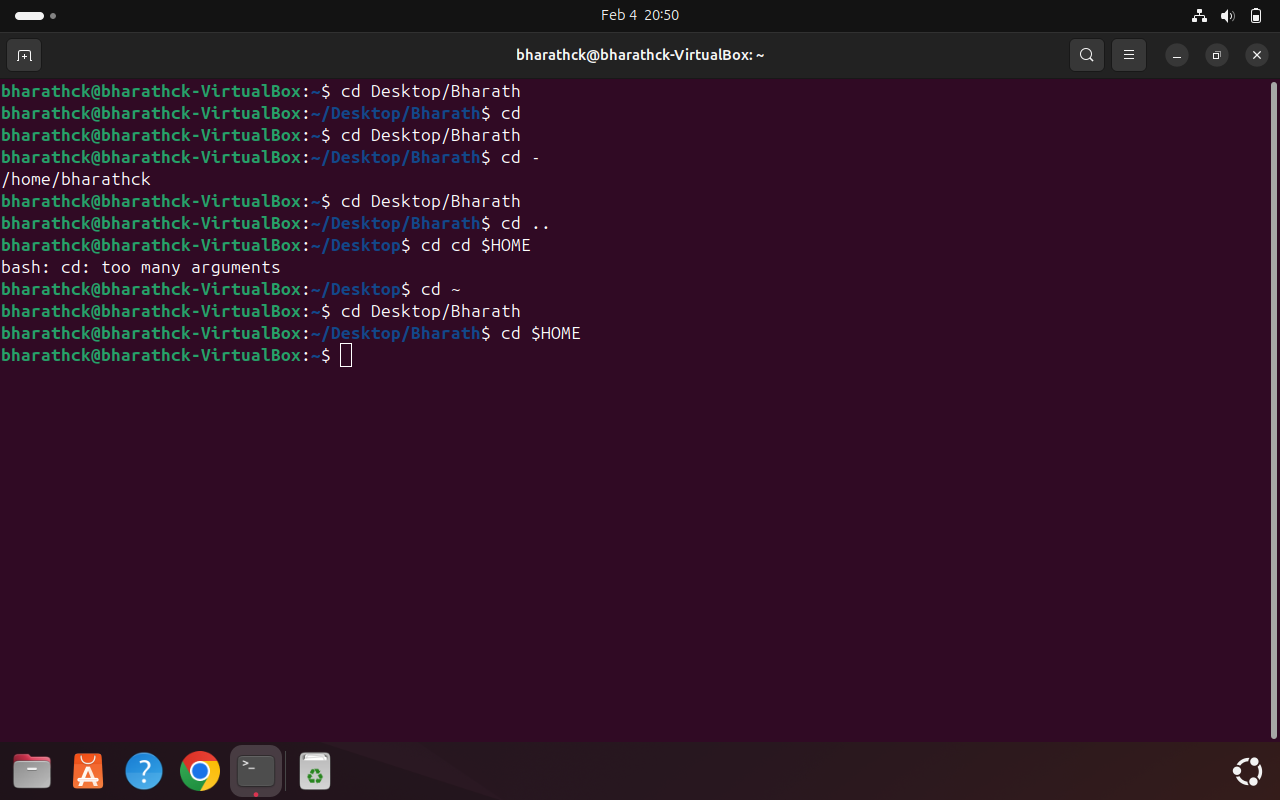 Feb 4 20:50
bharathck@bharathck-VirtualBox: ~
bharathck@bharathck-VirtualBox:~$ cd Desktop/Bharath
bharathck@bharathck-VirtualBox:~/Desktop/Bharath$ cd
bharathck@bharathck-VirtualBox:~$ cd Desktop/Bharath
bharathck@bharathck-VirtualBox:~/Desktop/Bharath$ cd -
/home/bharathck
bharathck@bharathck-VirtualBox:~$ cd Desktop/Bharath
bharathck@bharathck-VirtualBox:~/Desktop/Bharath$ cd ..
bharathck@bharathck-VirtualBox:~/Desktop$ cd cd $HOME
bash: cd: too many arguments
bharathck@bharathck-VirtualBox:~/Desktop$ cd ~
bharathck@bharathck-VirtualBox:~$ cd Desktop/Bharath
bharathck@bharathck-VirtualBox:~/Desktop/Bharath$ cd $HOME
bharathck@bharathck-VirtualBox:~$